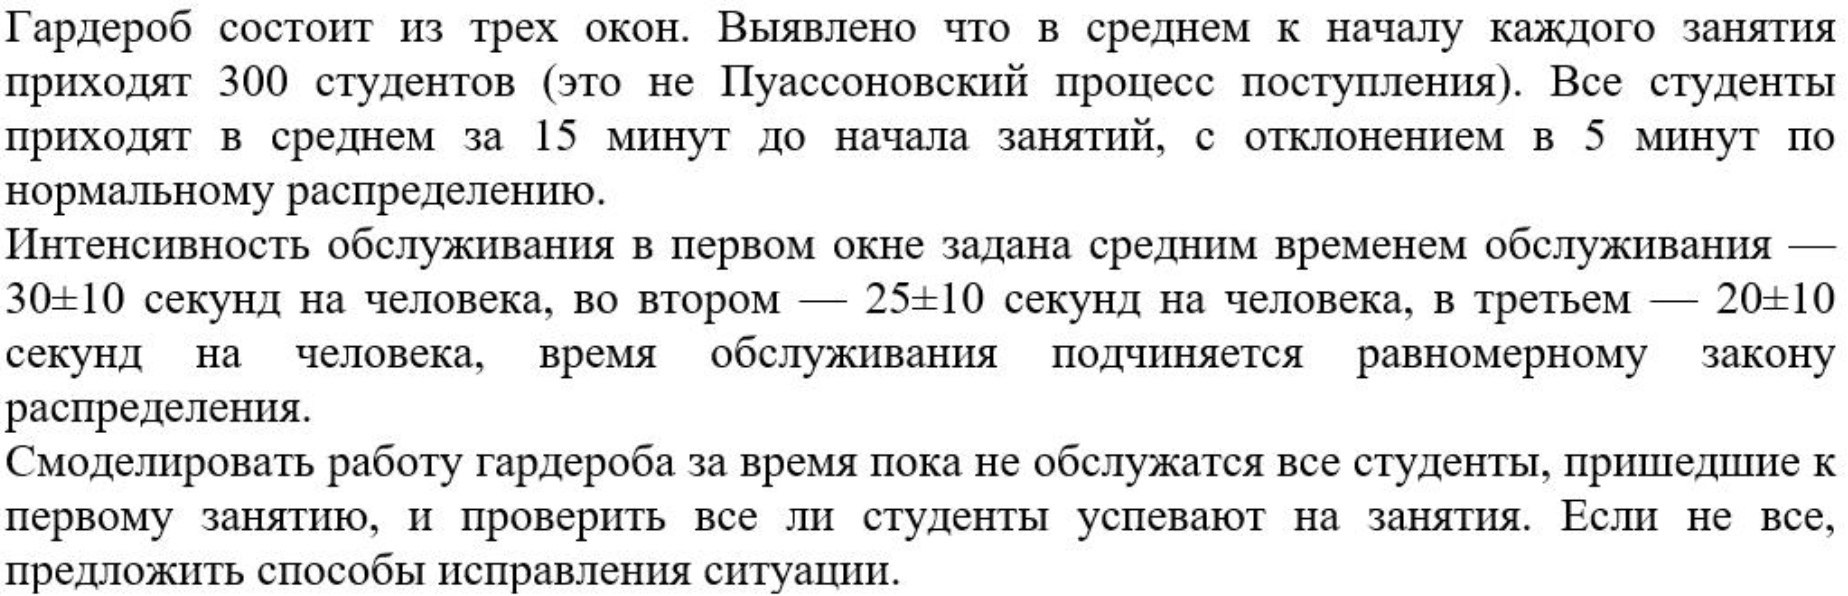 Гардероб состоит из трех окон. Выявлено что в среднем к началу каждого занятия
приходят 300 студентов (это не Пуассоновский процесс поступления). Все студенты
приходят в среднем за 15 минут до начала занятий, с отклонением в 5 минут по
нормальному распределению.
Интенсивность обслуживания в первом окне задана средним временем обслуживания —
30±10 секунд на человека, во втором — 25±10 секунд на человека, в третьем — 20±10
секунд на человека, время обслуживания подчиняется равномерному закону
распределения.
Смоделировать работу гардероба за время пока не обслужатся все студенты, пришедшие к
первому занятию, и проверить все ли студенты успевают на занятия. Если не все,
предложить способы исправления ситуации.